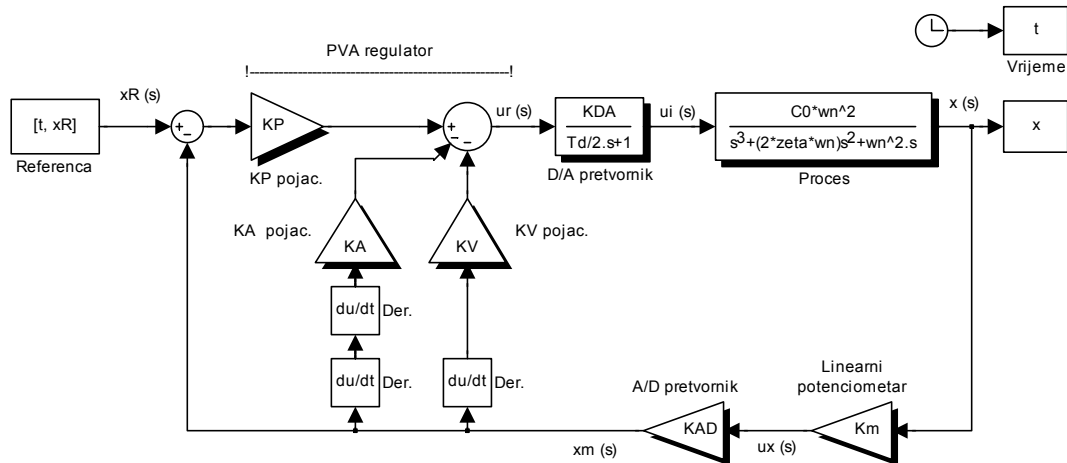 PVA regulator
t
Vrijeme
xR (s)
[t, xR]
Referenca
+
−
KP
KP pojac.
+
−
−
ur (s)
KDA
Td/2.s+1
D/A pretvornik
ui (s)
C0*wn^2
s3+(2*zeta*wn)s2+wn^2.s
Proces
x (s)
x
KA pojac.
KA
KV
KV pojac.
du/dt
Der.
du/dt
Der.
du/dt
Der.
A/D pretvornik
KAD
Linearni
potenciometar
Km
xm (s)
ux (s)